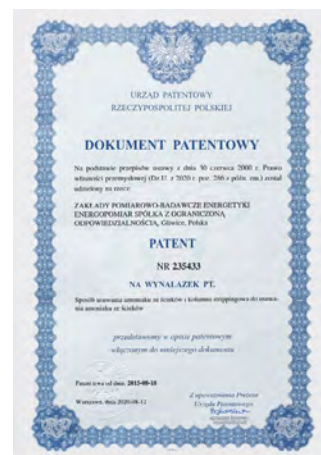 URZĄD PATENTOWY
RZECZYPOSPOLITEJ POLSKIEJ
DOKUMENT PATENTOWY
Na podstawie przepisów ustawy z dnia 30 czerwca 2000 r. Prawo
własności przemysłowej (Dz.U. z 2020 r. poz. 286 z późn. zm.) został
udzielony na rzecz
ZAKŁADY POMIAROWO-BADAWCZE ENERGETYKI
ENERGOPOMIAR SPÓŁKA Z OGRANICZONĄ
ODPOWIEDZIALNOŚCIĄ, Gliwice, Polska
PATENT
NR 235433
NA WYNALAZEK PT.
Sposób usuwania amoniaku ze ścieków i kolumna strippingowa do usuwa-
nia amoniaku ze ścieków
przedstawiony w opisie patentowym
włączonym do niniejszego dokumentu
Patent trwa od dnia: 2015-08-18
Warszawa, dnia 2020-08-12
Z upoważnienia Prezesa
Urzędu Patentowego